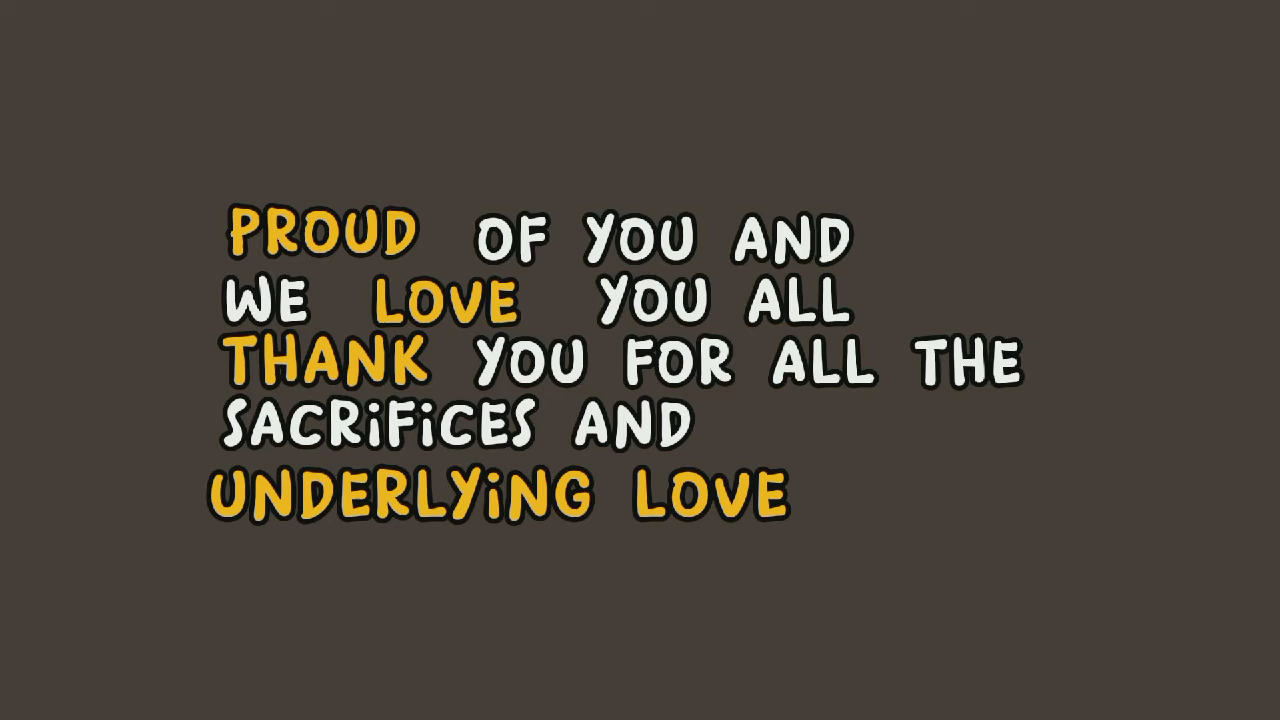 PROUD OF YOU AND
WE LOVE YOU ALL
THANK YOU FOR ALL THE
SACRiFiCES AND
UNDERLYiNG LOVE